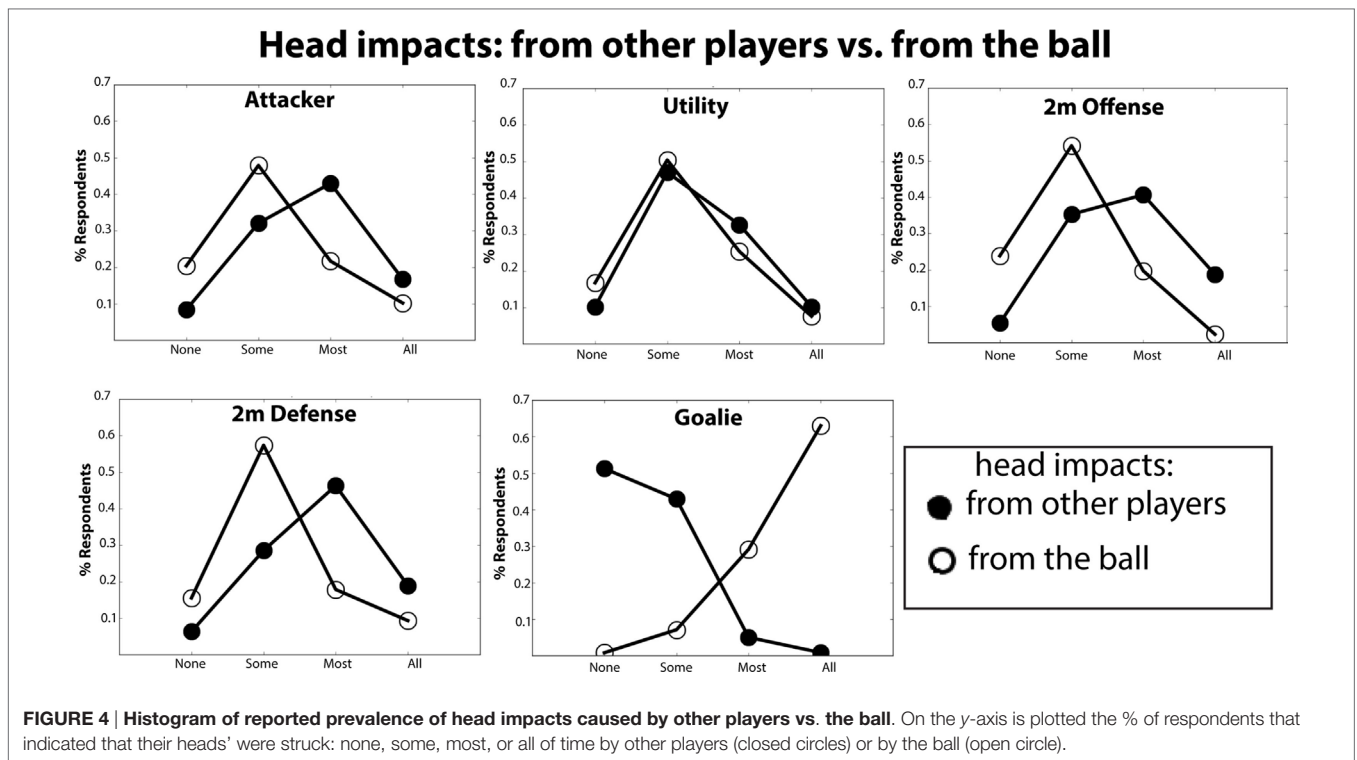 Head impacts: from other players vs. from the ball
Attacker
% Respondents
0.7
0.6
0.5
0.4
0.3
0.2
0.1
None Some Most All
Utility
% Respondents
0.7
0.6
0.5
0.4
0.3
0.2
0.1
None Some Most All
2m Offense
% Respondents
0.7
0.6
0.5
0.4
0.3
0.2
0.1
None Some Most All
2m Defense
% Respondents
0.7
0.6
0.5
0.4
0.3
0.2
0.1
None Some Most All
Goalie
% Respondents
0.7
0.6
0.5
0.4
0.3
0.2
0.1
None Some Most All
head impacts:
from other players
from the ball
FIGURE 4 | Histogram of reported prevalence of head impacts caused by other players vs. the ball. On the y-axis is plotted the % of respondents that
indicated that their heads' were struck: none, some, most, or all of time by other players (closed circles) or by the ball (open circle).